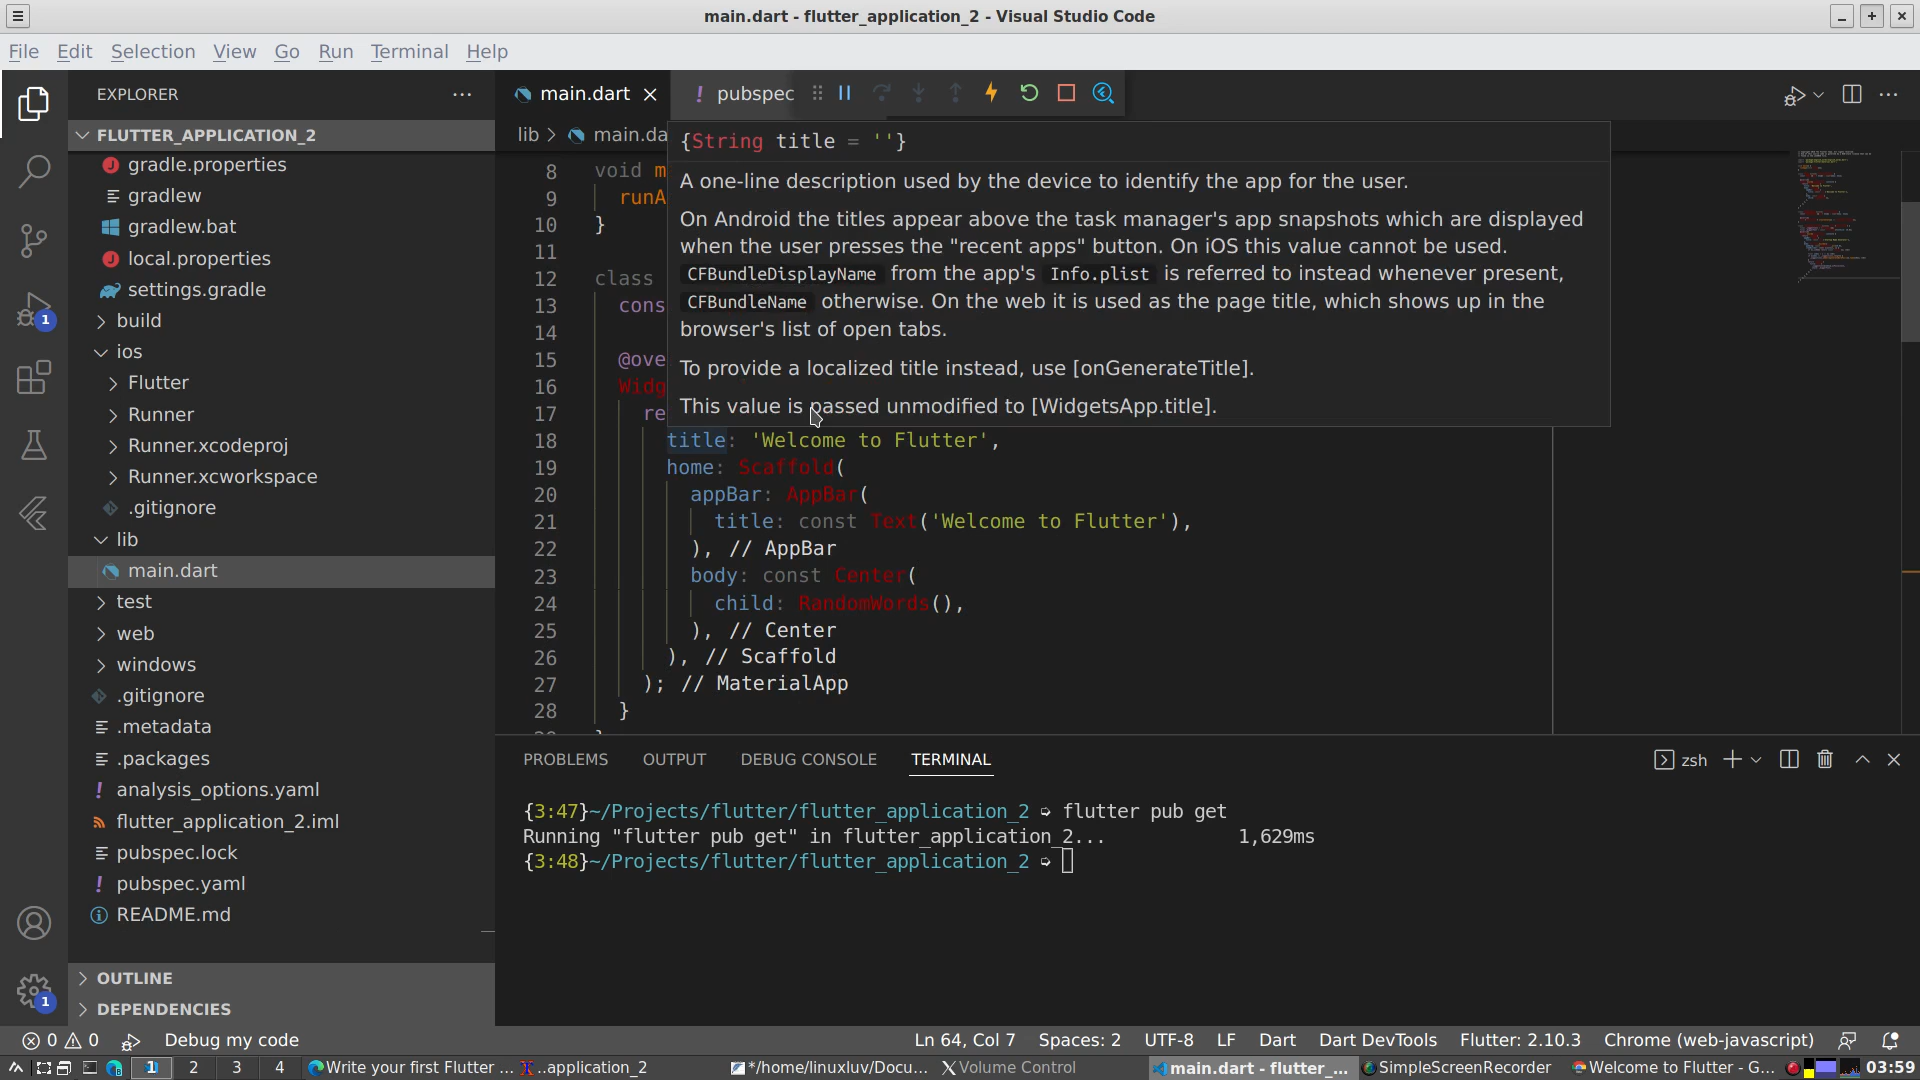 main.dart - flutter_application_2 - Visual Studio Code
File Edit Selection View Go Run Terminal Help
EXPLORER
FLUTTER_APPLICATION_2
gradle.properties
gradlew
gradlew.bat
local.properties
settings.gradle
build
ios
Flutter
Runner
Runner.xcodeproj
Runner.xcworkspace
.gitignore
lib
main.dart
test
web
windows
.gitignore
.metadata
.packages
analysis_options.yaml
flutter_application_2.iml
pubspec.lock
pubspec.yaml
README.md
OUTLINE
DEPENDENCIES
1
1
main.dart
! pubspec
lib > main.da
{String title = ''}
A one-line description used by the device to identify the app for the user.
On Android the titles appear above the task manager's app snapshots which are displayed
when the user presses the "recent apps" button. On iOS this value cannot be used.
CFBundleDisplayName from the app's Info.plist is referred to instead whenever present,
CFBundleName otherwise. On the web it is used as the page title, which shows up in the
browser's list of open tabs.
To provide a localized title instead, use [onGenerateTitle].
This value is passed unmodified to [WidgetsApp.title].
8 void m
9 runA
10 }
11
12 class
13 cons
14
15 @ove
16 Widg
17 re
18 title: 'Welcome to Flutter',
19 home: Scaffold(
20 appBar: AppBar(
21 title: const Text('Welcome to Flutter'),
22 ), // AppBar
23 body: const Center(
24 child: RandomWords(),
25 ), // Center
26 ), // Scaffold
27 ); // MaterialApp
28 }
PROBLEMS OUTPUT DEBUG CONSOLE TERMINAL
zsh
{3:47}~/Projects/flutter/flutter_application_2 ➭ flutter pub get
Running "flutter pub get" in flutter_application_2... 1,629ms
{3:48}~/Projects/flutter/flutter_application_2 ➭
0 0 Debug my code
Ln 64, Col 7 Spaces: 2 UTF-8 LF Dart Dart DevTools Flutter: 2.10.3 Chrome (web-javascript)
1 2 3 4 Write your first Flutter ... ..application_2 *​/home/linuxluv/Docu... Volume Control main.dart - flutter_... SimpleScreenRecorder Welcome to Flutter - G... 03:59